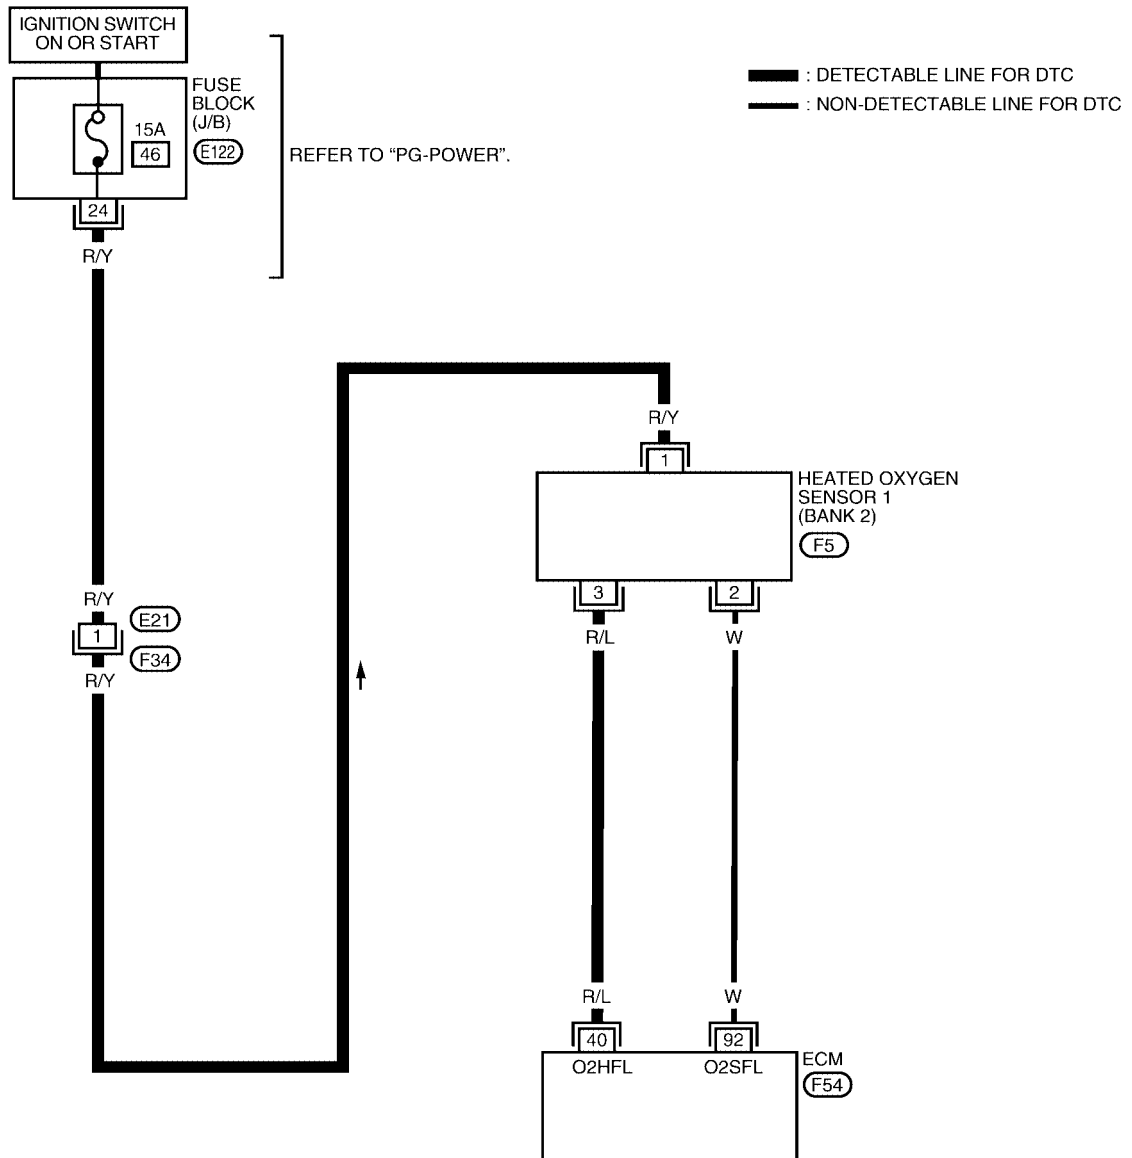 IGNITION SWITCH
ON OR START
FUSE
BLOCK
(J/B)
E122
15A
46
24
R/Y
REFER TO “PG-POWER”.
: DETECTABLE LINE FOR DTC
: NON-DETECTABLE LINE FOR DTC
R/Y
1
HEATED OXYGEN
SENSOR 1
(BANK 2)
F5
3
2
R/L
W
R/Y
1
E21
F34
R/Y
R/L
W
40
92
O2HFL
O2SFL
ECM
F54